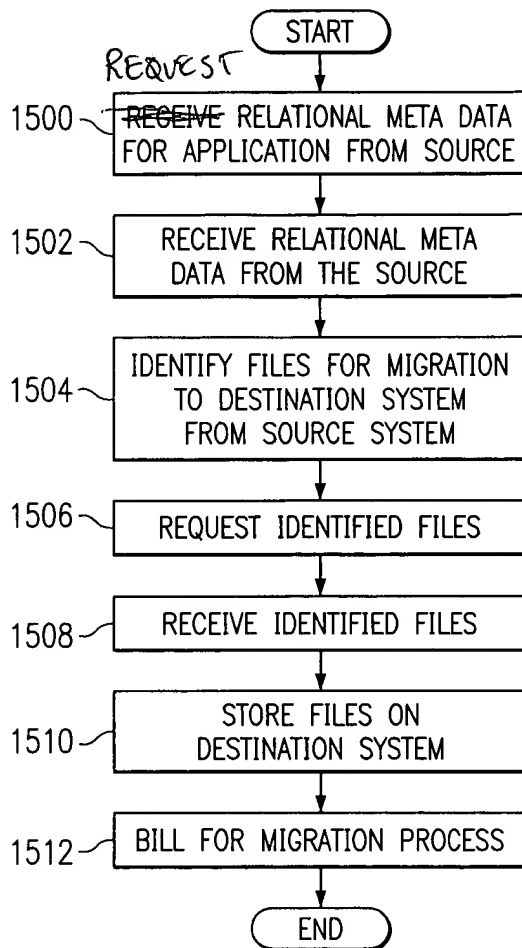 START
REQUEST
1500
RECEIVE RELATIONAL META DATA
FOR APPLICATION FROM SOURCE
1502
RECEIVE RELATIONAL META
DATA FROM THE SOURCE
1504
IDENTIFY FILES FOR MIGRATION
TO DESTINATION SYSTEM
FROM SOURCE SYSTEM
1506
REQUEST IDENTIFIED FILES
1508
RECEIVE IDENTIFIED FILES
1510
STORE FILES ON
DESTINATION SYSTEM
1512
BILL FOR MIGRATION PROCESS
END